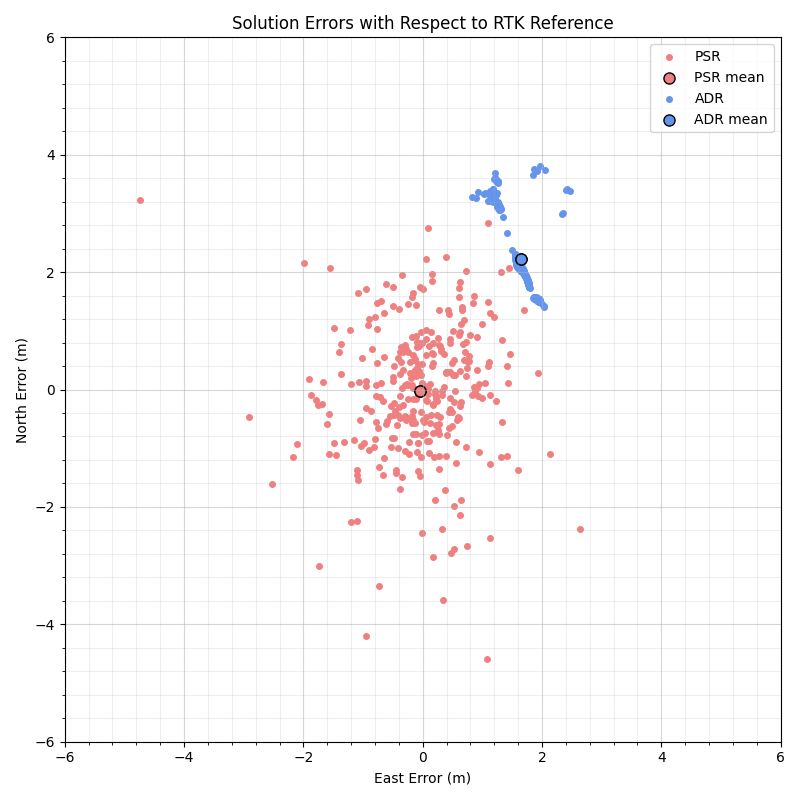 Solution Errors with Respect to RTK Reference
PSR
PSR mean
ADR
ADR mean
6
4
2
0
−2
−4
−6
North Error (m)
−6 −4 −2 0 2 4 6
East Error (m)